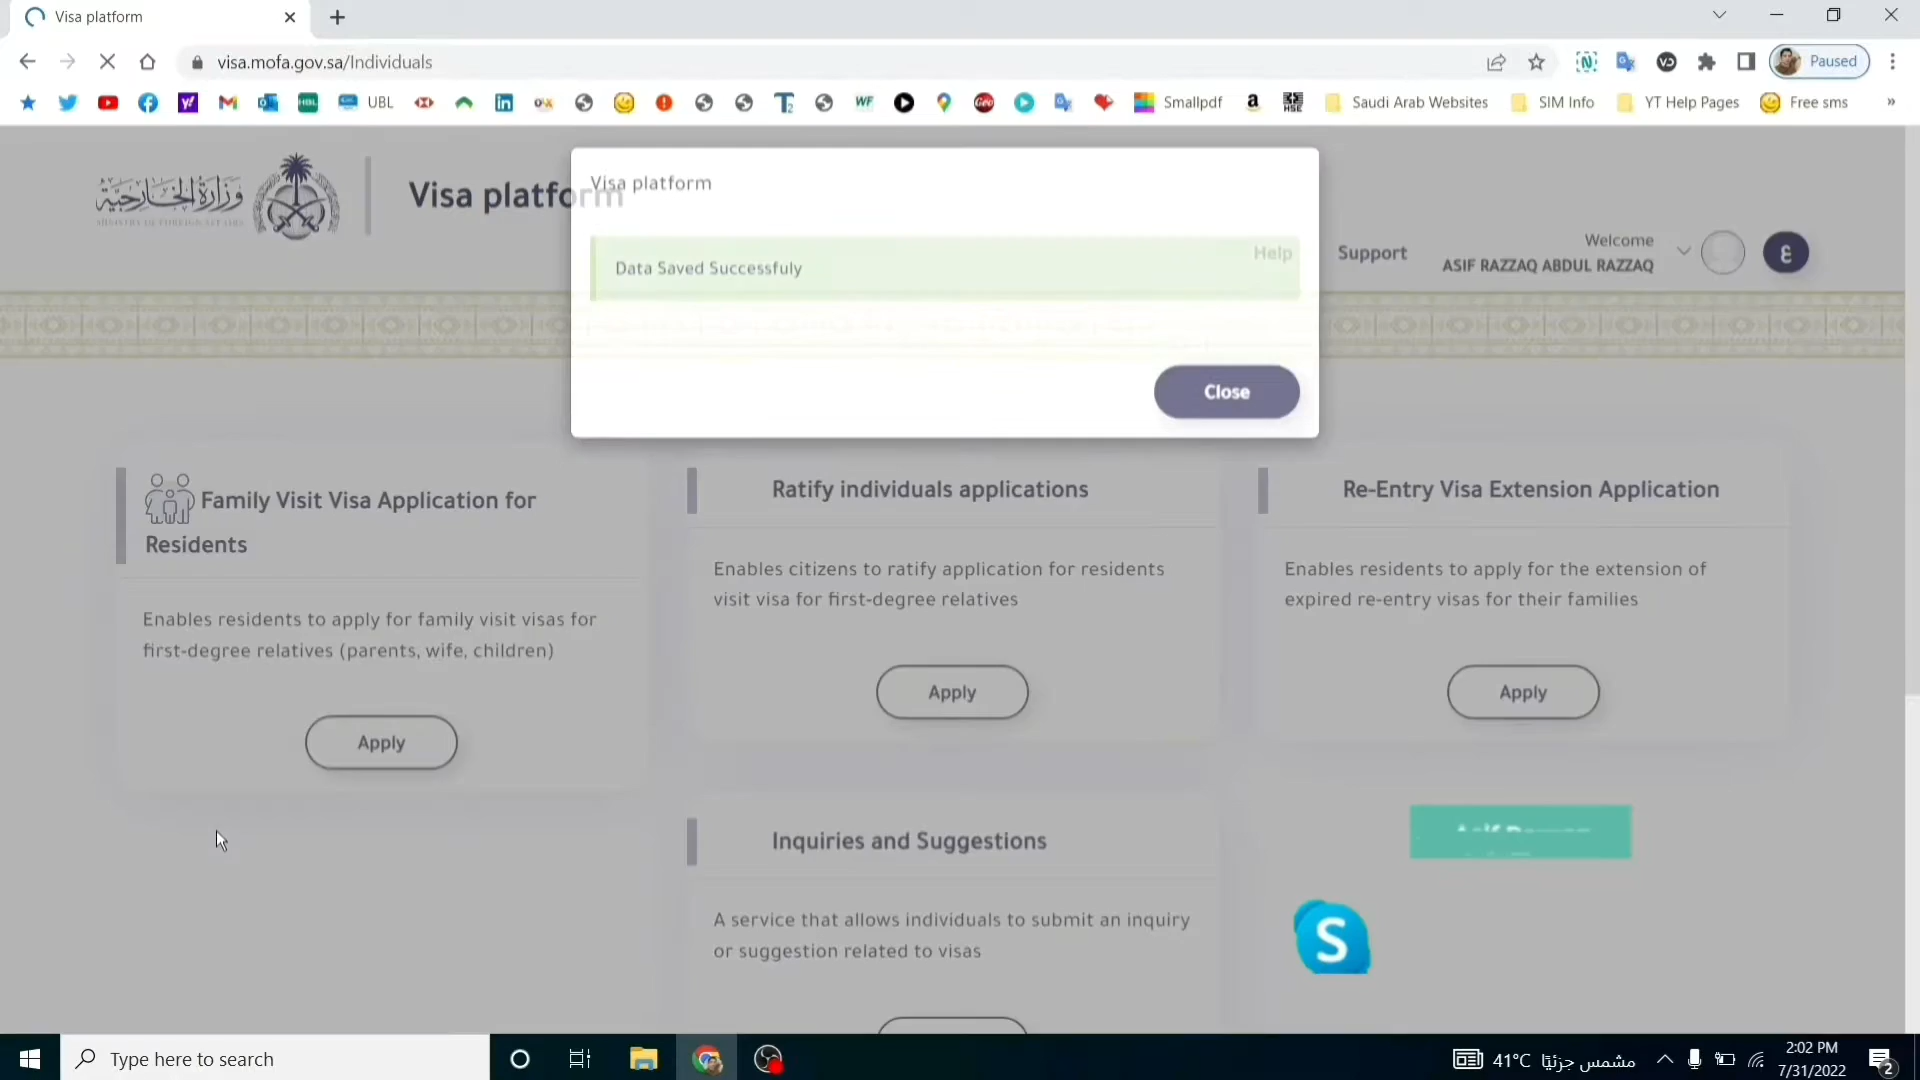 Visa platform
visa.mofa.gov.sa/Individuals
Paused
UBL
Smallpdf
Saudi Arab Websites
SIM Info
YT Help Pages
Free sms
»
وزارة الخارجية
Visa platform
Visa platform
Data Saved Successfuly
Help
Close
Support
Welcome
ASIF RAZZAQ ABDUL RAZZAQ
ع
Family Visit Visa Application for
Residents
Enables residents to apply for family visit visas for
first-degree relatives (parents, wife, children)
Apply
Ratify individuals applications
Enables citizens to ratify application for residents
visit visa for first-degree relatives
Apply
Re-Entry Visa Extension Application
Enables residents to apply for the extension of
expired re-entry visas for their families
Apply
Inquiries and Suggestions
A service that allows individuals to submit an inquiry
or suggestion related to visas
S
Type here to search
41°C مشمس جزئيًا
2:02 PM
7/31/2022
2